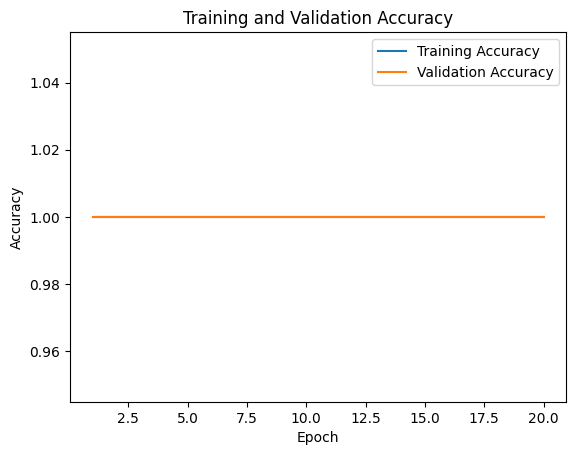 Training and Validation Accuracy
Training Accuracy
Validation Accuracy
1.04
1.02
1.00
0.98
0.96
Accuracy
2.5 5.0 7.5 10.0 12.5 15.0 17.5 20.0
Epoch